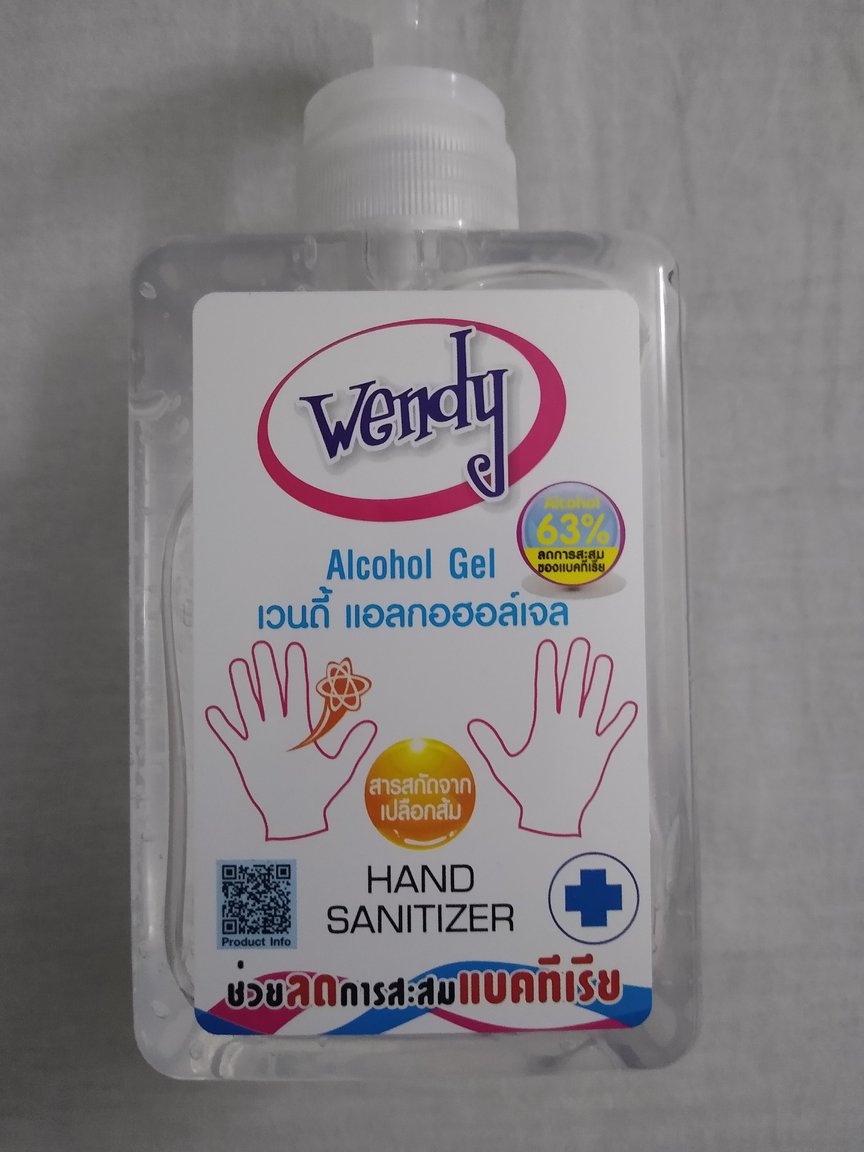 wendy
Alcohol
63%
ลดการสะสม
ของแบคทีเรีย
Alcohol Gel
เวนดี้ แอลกอฮอล์เจล
สารสกัดจาก
เปลือกส้ม
HAND
SANITIZER
Product Info
ช่วยลดการสะสมแบคทีเรีย